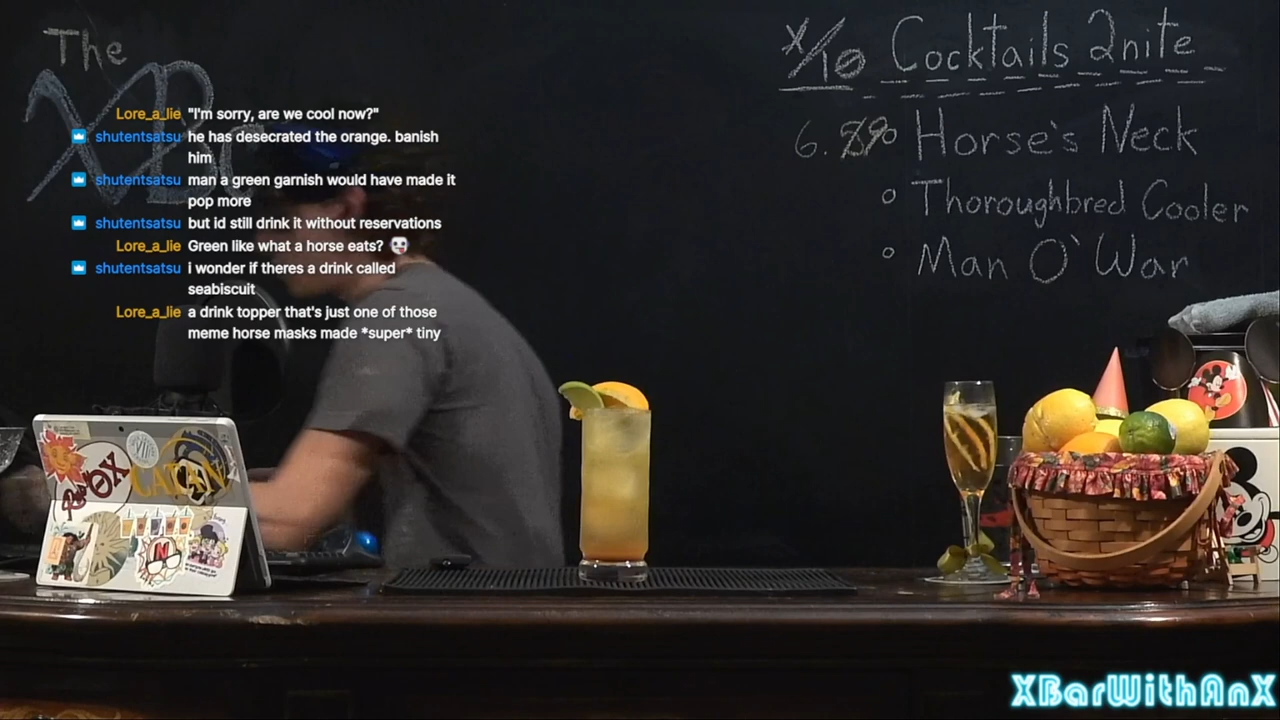 The
XBar
Lore_a_lie "I'm sorry, are we cool now?"
shutentsatsu he has desecrated the orange. banish
him
shutentsatsu man a green garnish would have made it
pop more
shutentsatsu but id still drink it without reservations
Lore_a_lie Green like what a horse eats?
shutentsatsu i wonder if theres a drink called
seabiscuit
Lore_a_lie a drink topper that's just one of those
meme horse masks made *super* tiny
X/10 Cocktails 2nite
6. Horse's Neck
Thoroughbred Cooler
Man O' War
CATAN
XBarWithAnX